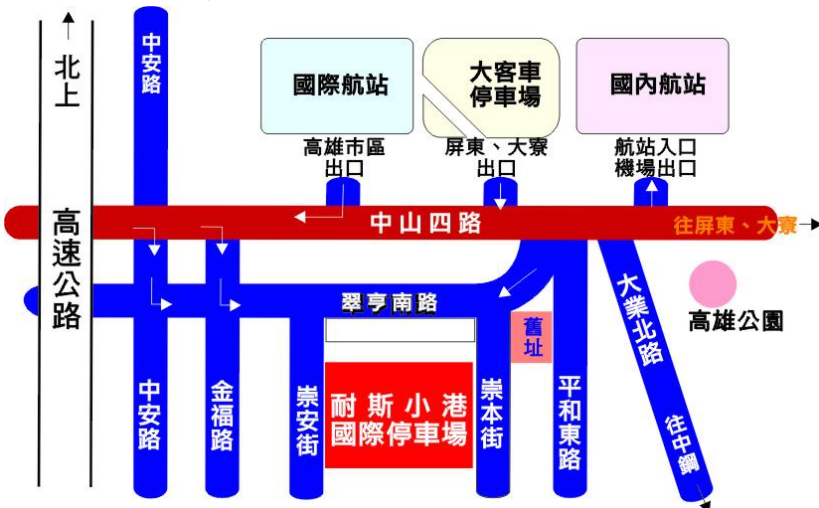 北上
高速公路
中安路
國際航站
大客車
停車場
國內航站
高雄市區
出口
屏東、大寮
出口
航站入口
機場出口
中山四路
往屏東、大寮
翠亨南路
舊址
高雄公園
中安路
金福路
崇安街
耐斯小港
國際停車場
崇本街
平和東路
大業北路
往中鋼